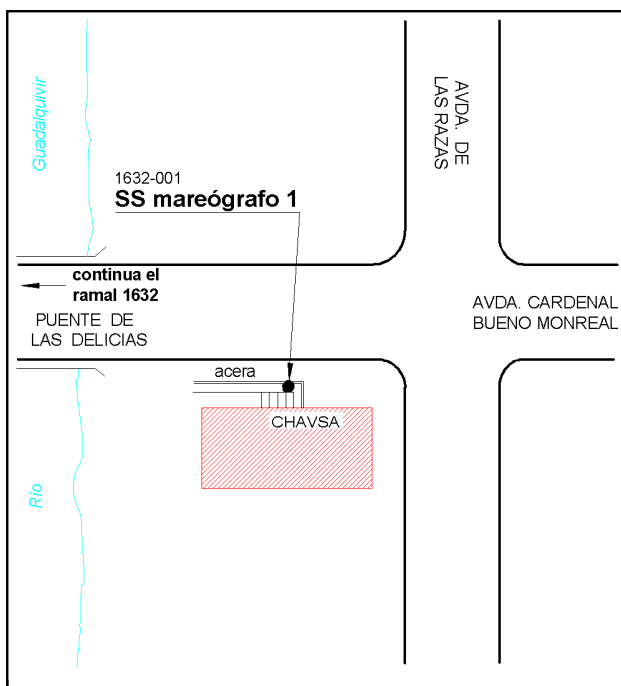 Guadalquivir
AVDA. DE
LAS RAZAS
1632-001
SS mareógrafo 1
continua el
ramal 1632
PUENTE DE
LAS DELICIAS
AVDA. CARDENAL
BUENO MONREAL
acera
CHAVSA
Río